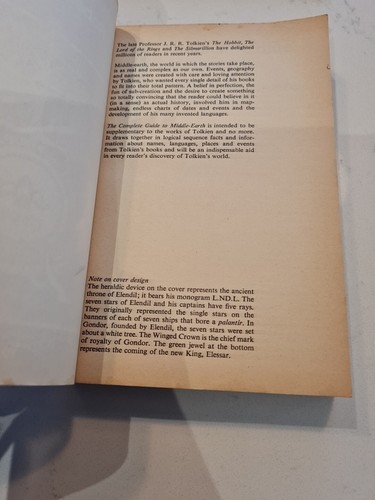 The late Professor J. R. R. Tolkien's The Hobbit, The
Lord of the Rings and The Silmarillion have delighted
millions of readers in recent years.
Middle-earth, the world in which the stories take place,
is as real and complex as our own. Events, geography
and names were created with care and loving attention
by Tolkien, who wanted every single detail of his books
to fit into their total pattern. A belief in perfection, the
fun of sub-creation and the desire to create something
so totally convincing that the reader could believe it in
(in a sense) as actual history, involved him in map-
making, endless charts of dates and events and the
development of his many invented languages.
The Complete Guide to Middle-Earth is intended to be
supplementary to the works of Tolkien and no more.
It draws together in logical sequence facts and infor-
mation about names, languages, places and events
from Tolkien's books and will be an indispensable aid
in every reader's discovery of Tolkien's world.
Note on cover design
The heraldic device on the cover represents the ancient
throne of Elendil; it bears his monogram L.ND.L. The
seven stars of Elendil and his captains have five rays.
They originally represented the single stars on the
banners of each of seven ships that bore a palantír. In
Gondor, founded by Elendil, the seven stars were set
about a white tree. The Winged Crown is the chief mark
of royalty of Gondor. The green jewel at the bottom
represents the coming of the new King, Elessar.